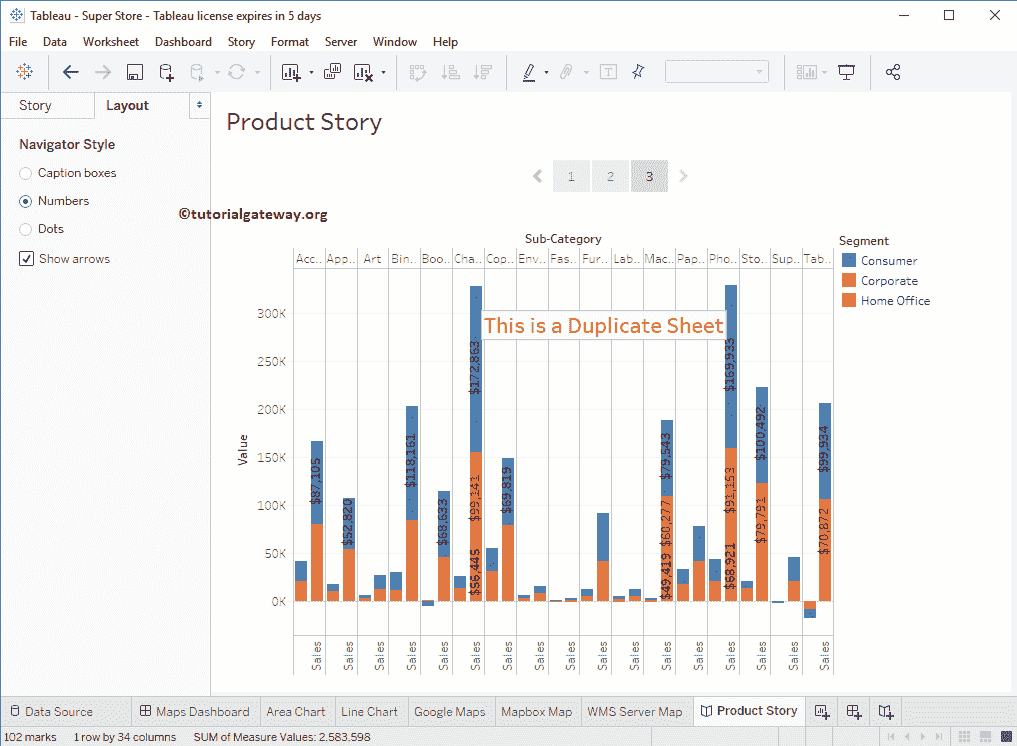 Tableau - Super Store - Tableau license expires in 5 days
File Data Worksheet Dashboard Story Format Server Window Help
Story Layout
Product Story
Navigator Style
Caption boxes
1 2 3
Numbers
©tutorialgateway.org
Dots
Show arrows
Sub-Category
Segment
Acc.. App.. Art Bin.. Boo.. Cha.. Cop.. Env.. Fas.. Fur.. Lab.. Mac.. Pap.. Pho.. Sto.. Sup.. Tab..
Consumer
Corporate
Home Office
This is a Duplicate Sheet
300K
250K
200K
150K
100K
50K
0K
Value
$87,105
$52,820
$118,161
$68,633
$172,863
$99,141
$56,445
$69,819
$79,543
$60,277
$49,419
$169,933
$91,153
$68,921
$100,492
$79,791
$99,934
$70,872
Sales Sales Sales Sales Sales Sales Sales Sales Sales Sales Sales Sales Sales Sales Sales Sales Sales
Data Source Maps Dashboard Area Chart Line Chart Google Maps Mapbox Map WMS Server Map Product Story
102 marks 1 row by 34 columns SUM of Measure Values: 2,583,598